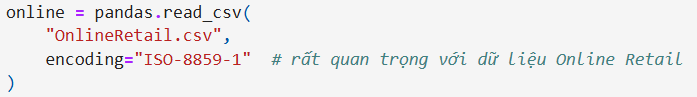 online = pandas.read_csv(
    "OnlineRetail.csv",
    encoding="ISO-8859-1"  # rất quan trọng với dữ liệu Online Retail
)